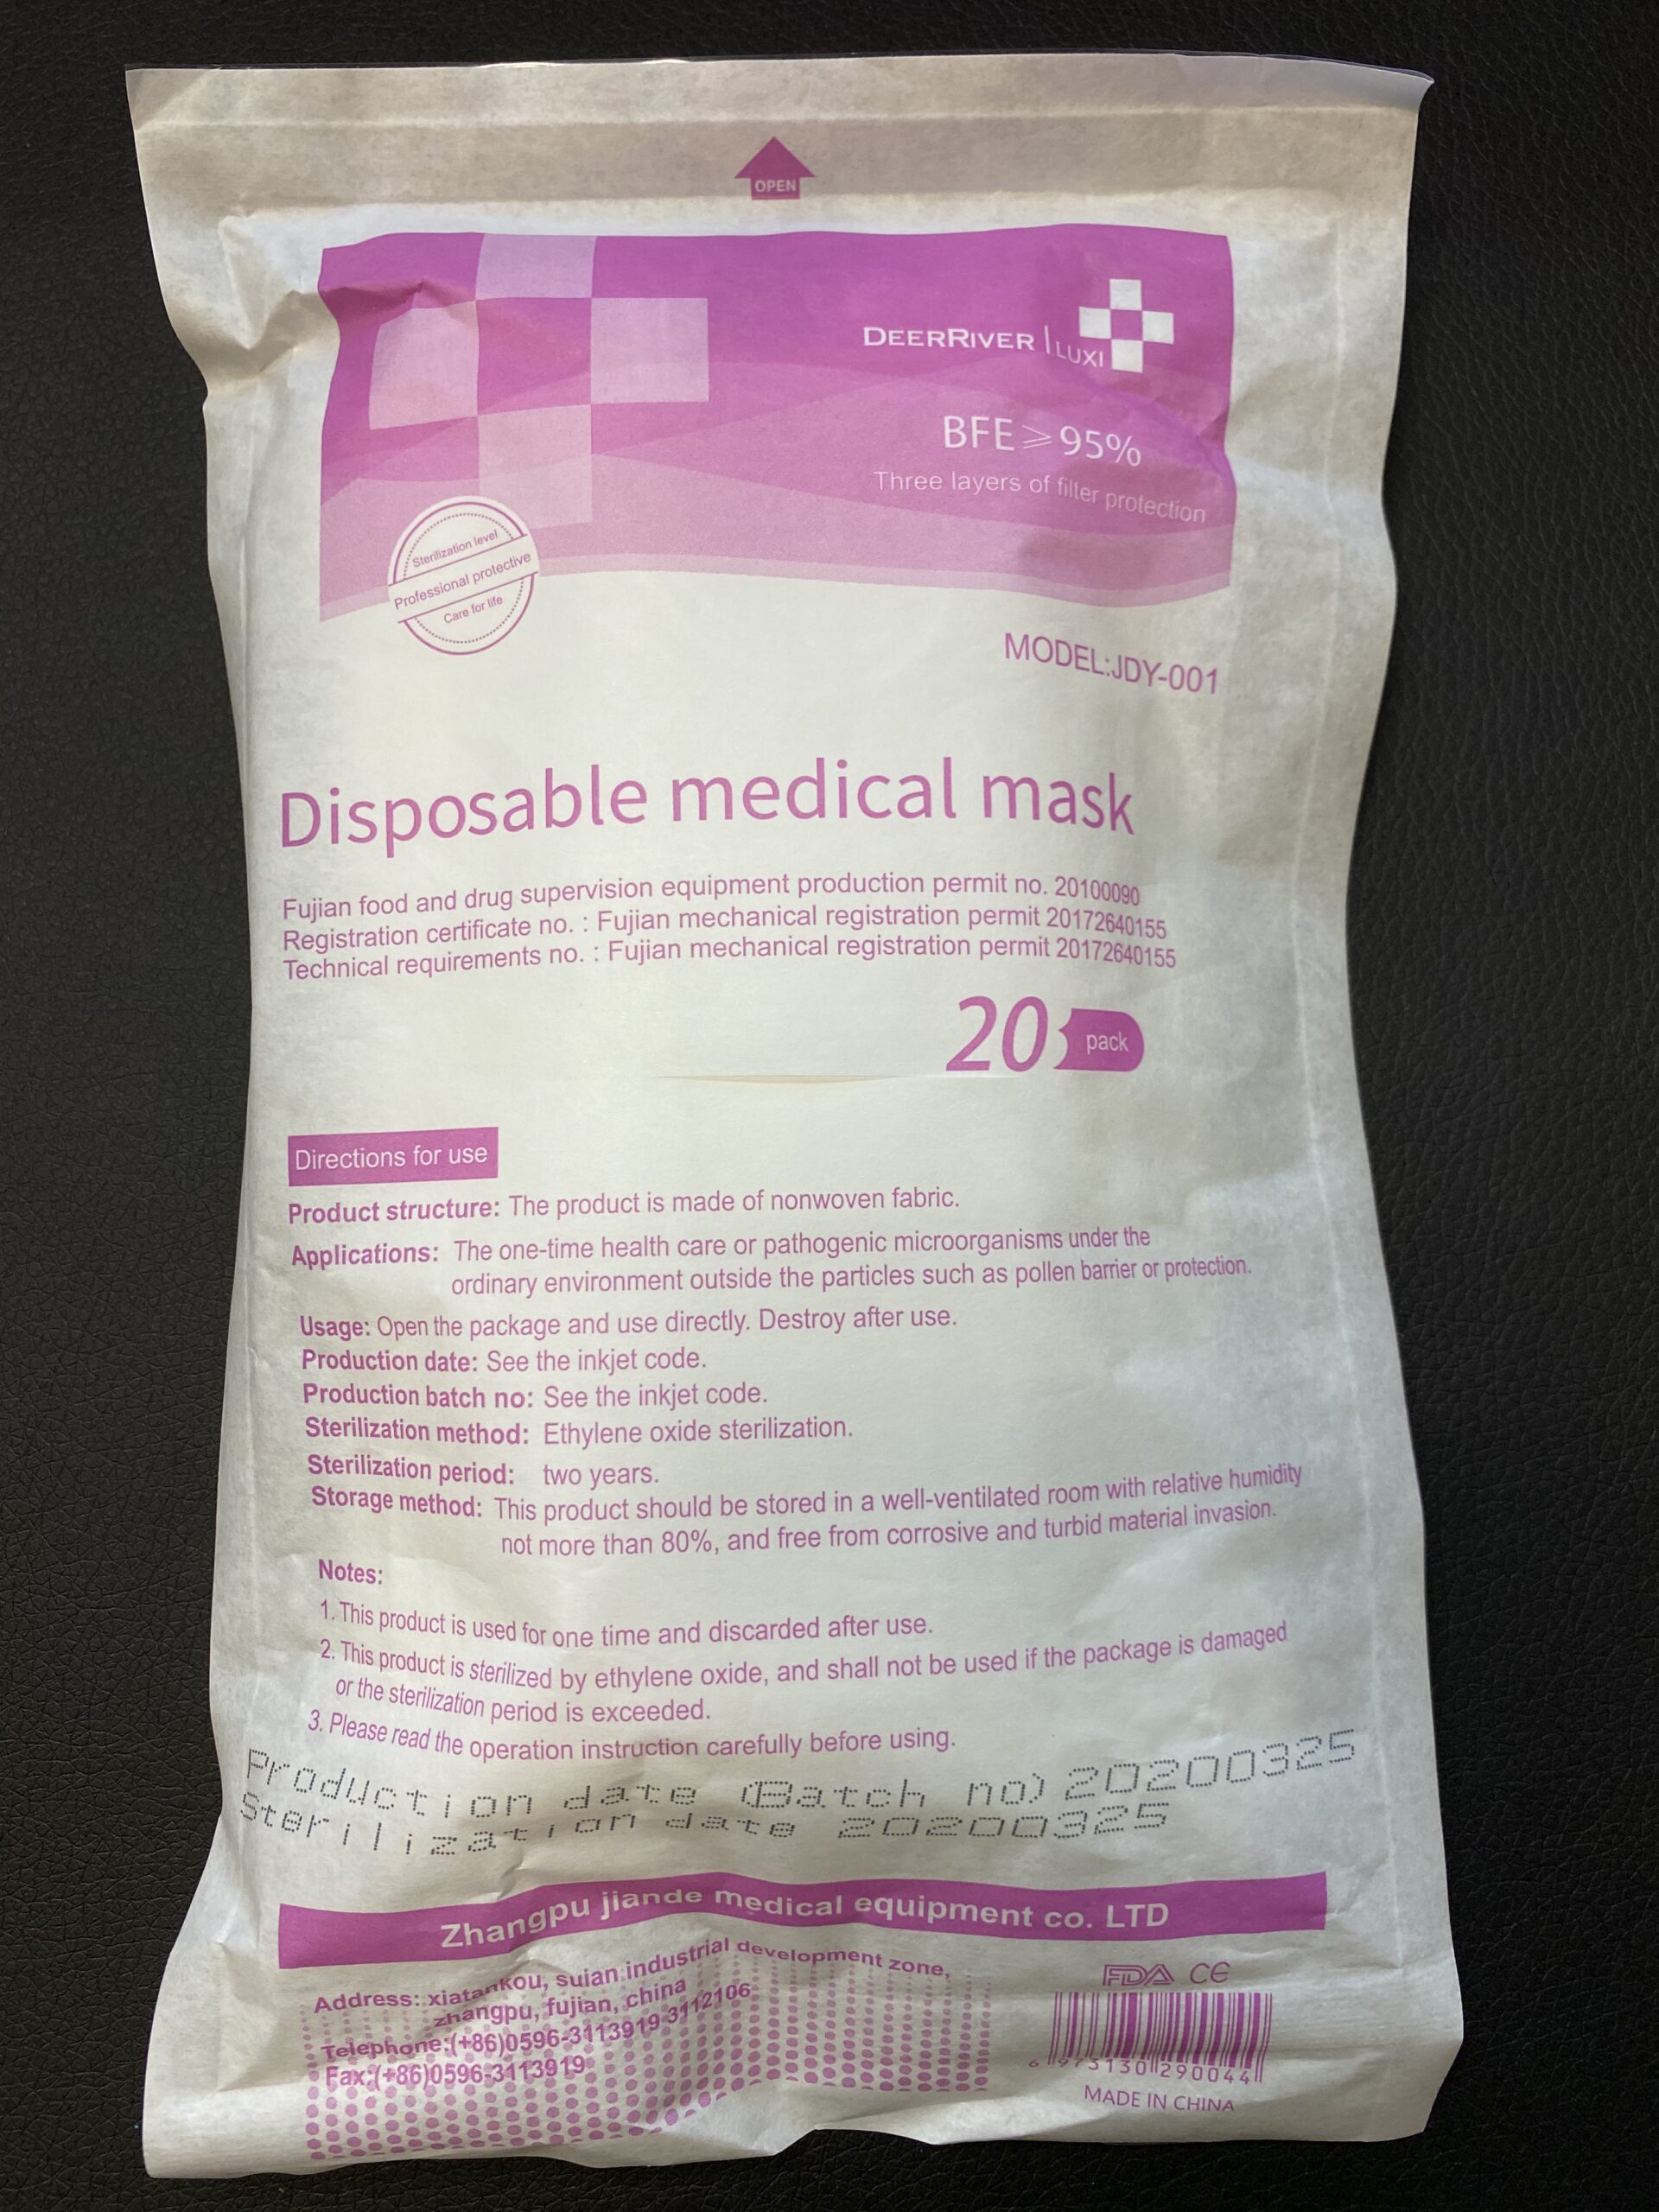 OPEN
DEERRIVER LUXI
BFE ≥ 95%
Three layers of filter protection
Sterilization level
Professional protective
Care for life
MODEL:JDY-001
Disposable medical mask
Fujian food and drug supervision equipment production permit no. 20100090
Registration certificate no. : Fujian mechanical registration permit 20172640155
Technical requirements no. : Fujian mechanical registration permit 20172640155
20 pack
Directions for use
Product structure: The product is made of nonwoven fabric.
Applications: The one-time health care or pathogenic microorganisms under the
ordinary environment outside the particles such as pollen barrier or protection.
Usage: Open the package and use directly. Destroy after use.
Production date: See the inkjet code.
Production batch no: See the inkjet code.
Sterilization method: Ethylene oxide sterilization.
Sterilization period: two years.
Storage method: This product should be stored in a well-ventilated room with relative humidity
not more than 80%, and free from corrosive and turbid material invasion.
Notes:
1. This product is used for one time and discarded after use.
2. This product is sterilized by ethylene oxide, and shall not be used if the package is damaged
or the sterilization period is exceeded.
3. Please read the operation instruction carefully before using.
Production date (Batch no) 20200325
Sterilization date 20200325
Zhangpu jiande medical equipment co. LTD
Address: xiatankou, suian industrial development zone,
zhangpu, fujian, china
Telephone:(+86)0596-3113919 3112106
Fax:(+86)0596-3113919
FDA CE
6 973130 290044
MADE IN CHINA